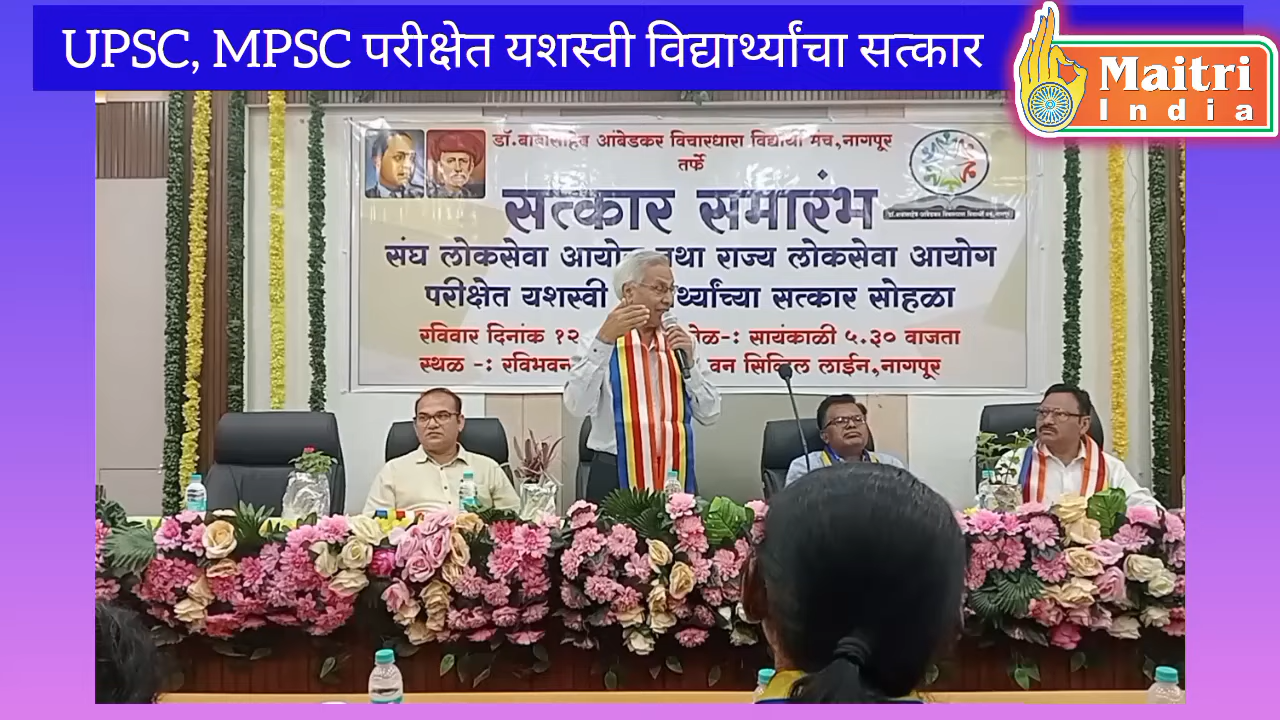 UPSC, MPSC परीक्षेत यशस्वी विद्यार्थ्यांचा सत्कार
Maitri
India
डॉ.बाबासाहेब आंबेडकर विचारधारा विद्यार्थी मंच,नागपूर
तर्फे
सत्कार समारंभ
संघ लोकसेवा आयोग तथा राज्य लोकसेवा आयोग
परीक्षेत यशस्वी र्थ्यांच्या सत्कार सोहळा
रविवार दिनांक १२ वेळ-: सायंकाळी ५.३० वाजता
स्थळ -: रविभवन वन सिव्हिल लाईन,नागपूर